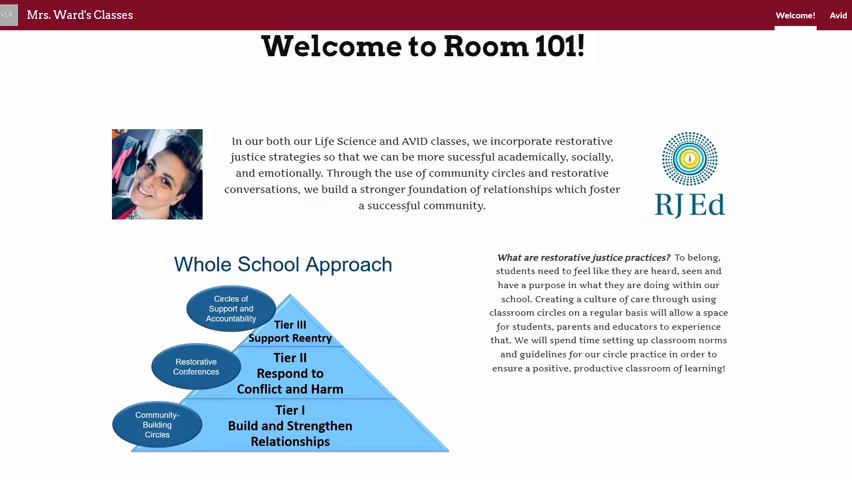 Mrs. Ward's Classes
Welcome!
Avid
Welcome to Room 101!
In our both our Life Science and AVID classes, we incorporate restorative
justice strategies so that we can be more sucessful academically, socially,
and emotionally. Through the use of community circles and restorative
conversations, we build a stronger foundation of relationships which foster
a successful community.
RJ Ed
Whole School Approach
Circles of
Support and
Accountability
Tier III
Support Reentry
Restorative
Conferences
Tier II
Respond to
Conflict and Harm
Community-
Building
Circles
Tier I
Build and Strengthen
Relationships
What are restorative justice practices? To belong,
students need to feel like they are heard, seen and
have a purpose in what they are doing within our
school. Creating a culture of care through using
classroom circles on a regular basis will allow a space
for students, parents and educators to experience
that. We will spend time setting up classroom norms
and guidelines for our circle practice in order to
ensure a positive, productive classroom of learning!